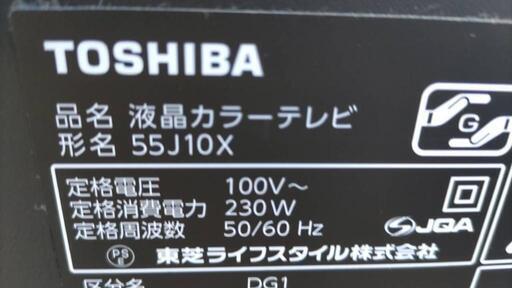 TOSHIBA
品名 液晶カラーテレビ
形名 55J10X
G
定格電圧 100V～
定格消費電力 230W
定格周波数 50/60 Hz
JQA
PS
E
東芝ライフスタイル株式会社
区分名 DG1